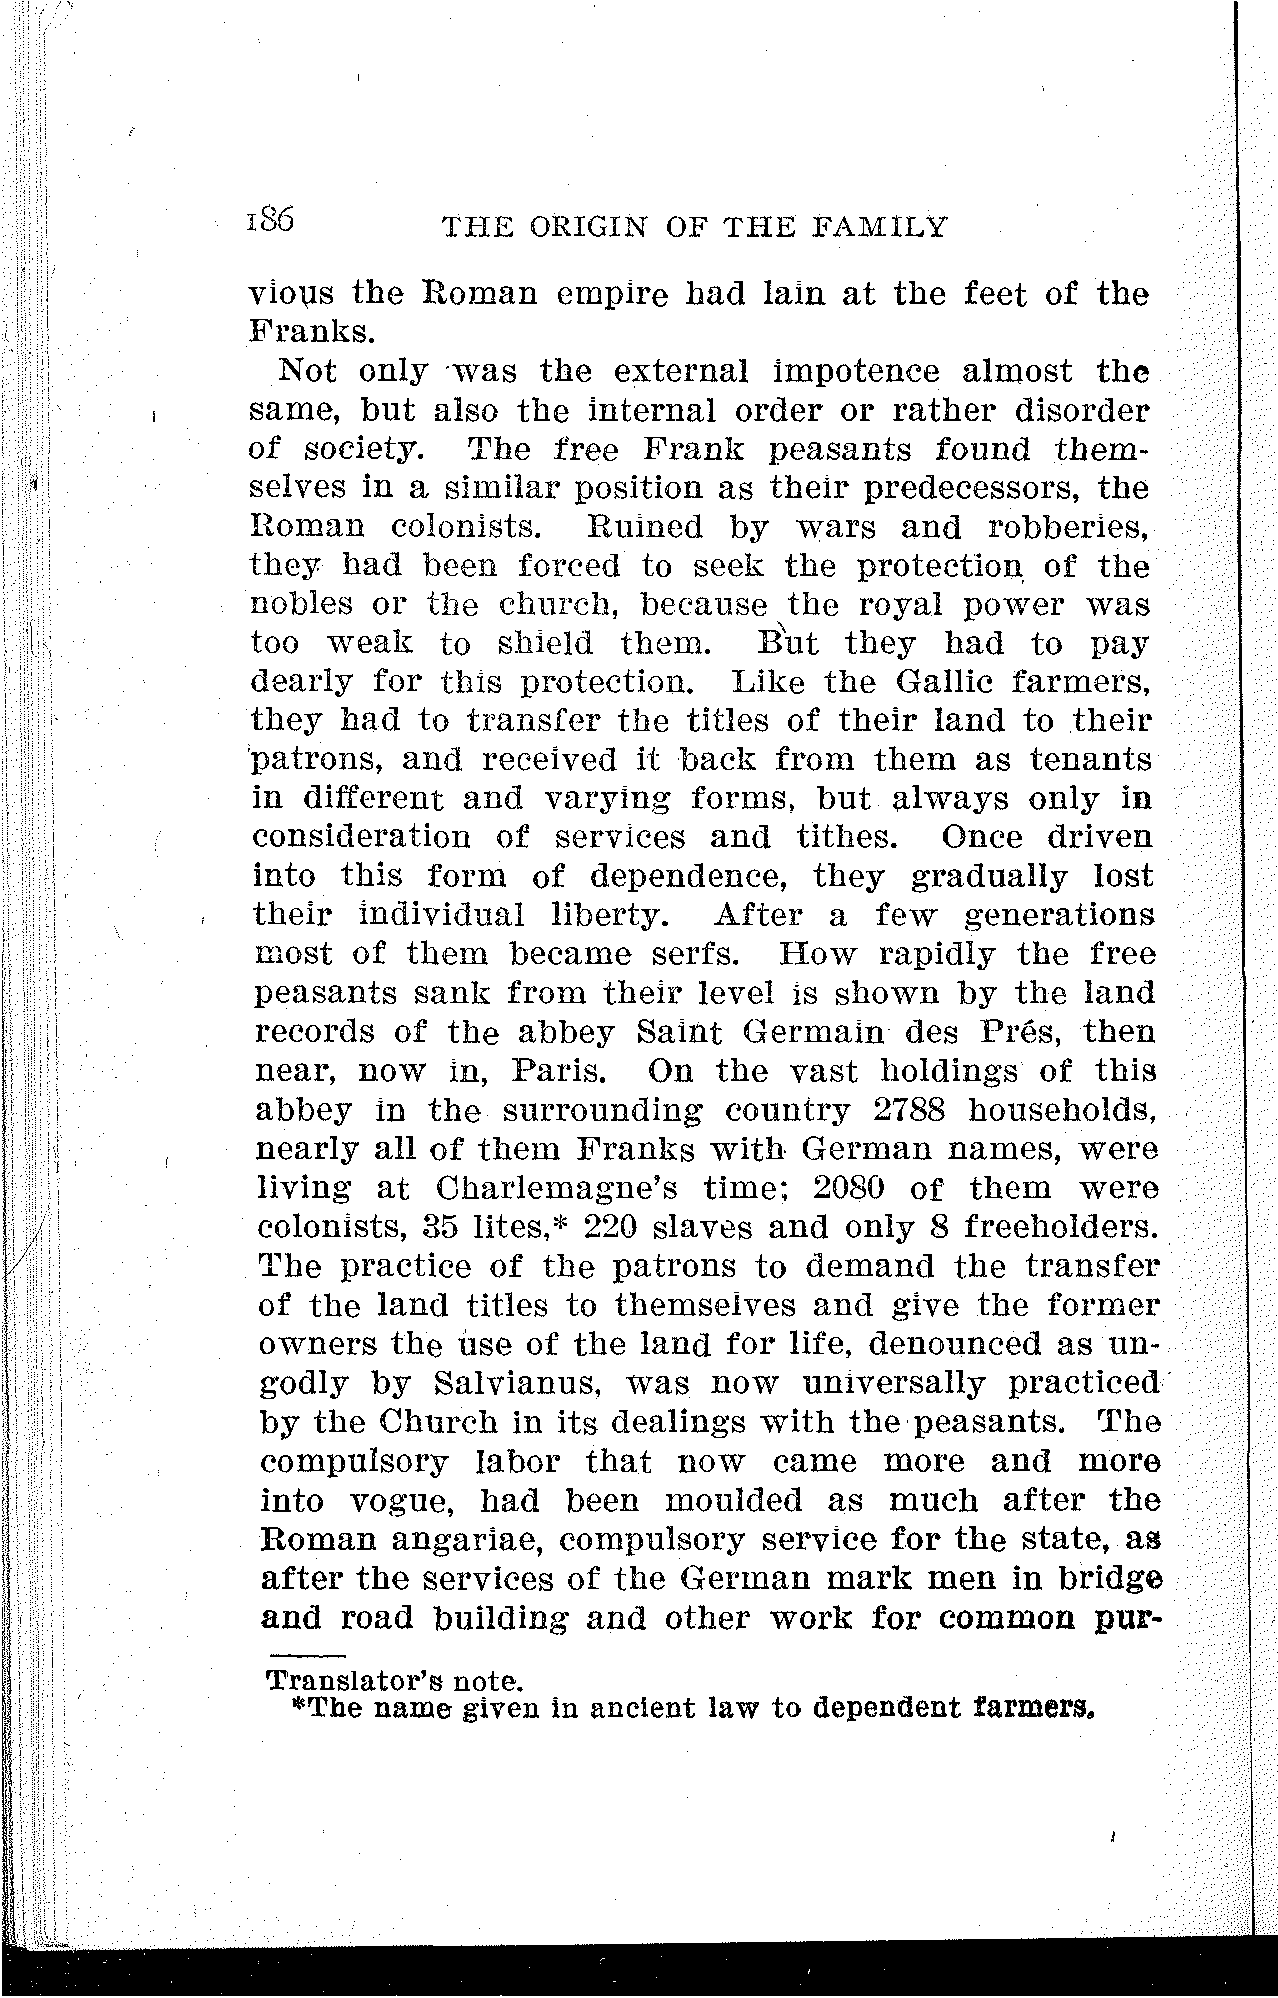 186 THE ORIGIN OF THE FAMILY
vious the Roman empire had lain at the feet of the
Franks.
Not only was the external impotence almost the
same, but also the internal order or rather disorder
of society. The free Frank peasants found them-
selves in a similar position as their predecessors, the
Roman colonists. Ruined by wars and robberies,
they had been forced to seek the protection of the
nobles or the church, because the royal power was
too weak to shield them. But they had to pay
dearly for this protection. Like the Gallic farmers,
they had to transfer the titles of their land to their
patrons, and received it back from them as tenants
in different and varying forms, but always only in
consideration of services and tithes. Once driven
into this form of dependence, they gradually lost
their individual liberty. After a few generations
most of them became serfs. How rapidly the free
peasants sank from their level is shown by the land
records of the abbey Saint Germain des Prés, then
near, now in, Paris. On the vast holdings of this
abbey in the surrounding country 2788 households,
nearly all of them Franks with German names, were
living at Charlemagne's time; 2080 of them were
colonists, 35 lites,* 220 slaves and only 8 freeholders.
The practice of the patrons to demand the transfer
of the land titles to themselves and give the former
owners the use of the land for life, denounced as un-
godly by Salvianus, was now universally practiced
by the Church in its dealings with the peasants. The
compulsory labor that now came more and more
into vogue, had been moulded as much after the
Roman angariae, compulsory service for the state, as
after the services of the German mark men in bridge
and road building and other work for common pur-
Translator's note.
*The name given in ancient law to dependent farmers.